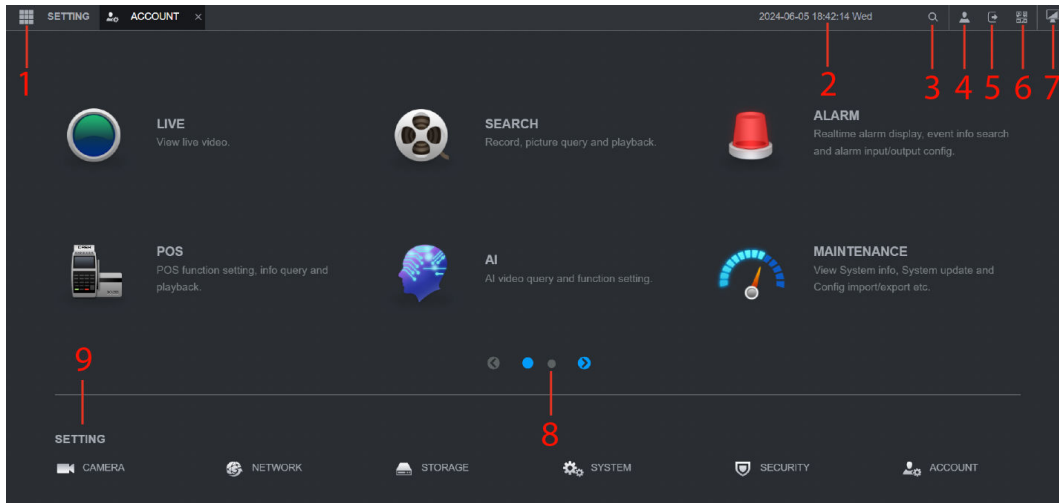 SETTING ACCOUNT × 2024-06-05 18:42:14 Wed
1 2 3 4 5 6 7
LIVE
View live video.
SEARCH
Record, picture query and playback.
ALARM
Realtime alarm display, event info search
and alarm input/output config.
POS
POS function setting, info query and
playback.
AI
AI video query and function setting.
MAINTENANCE
View System info, System update and
Config import/export etc.
9
8
SETTING
CAMERA NETWORK STORAGE SYSTEM SECURITY ACCOUNT